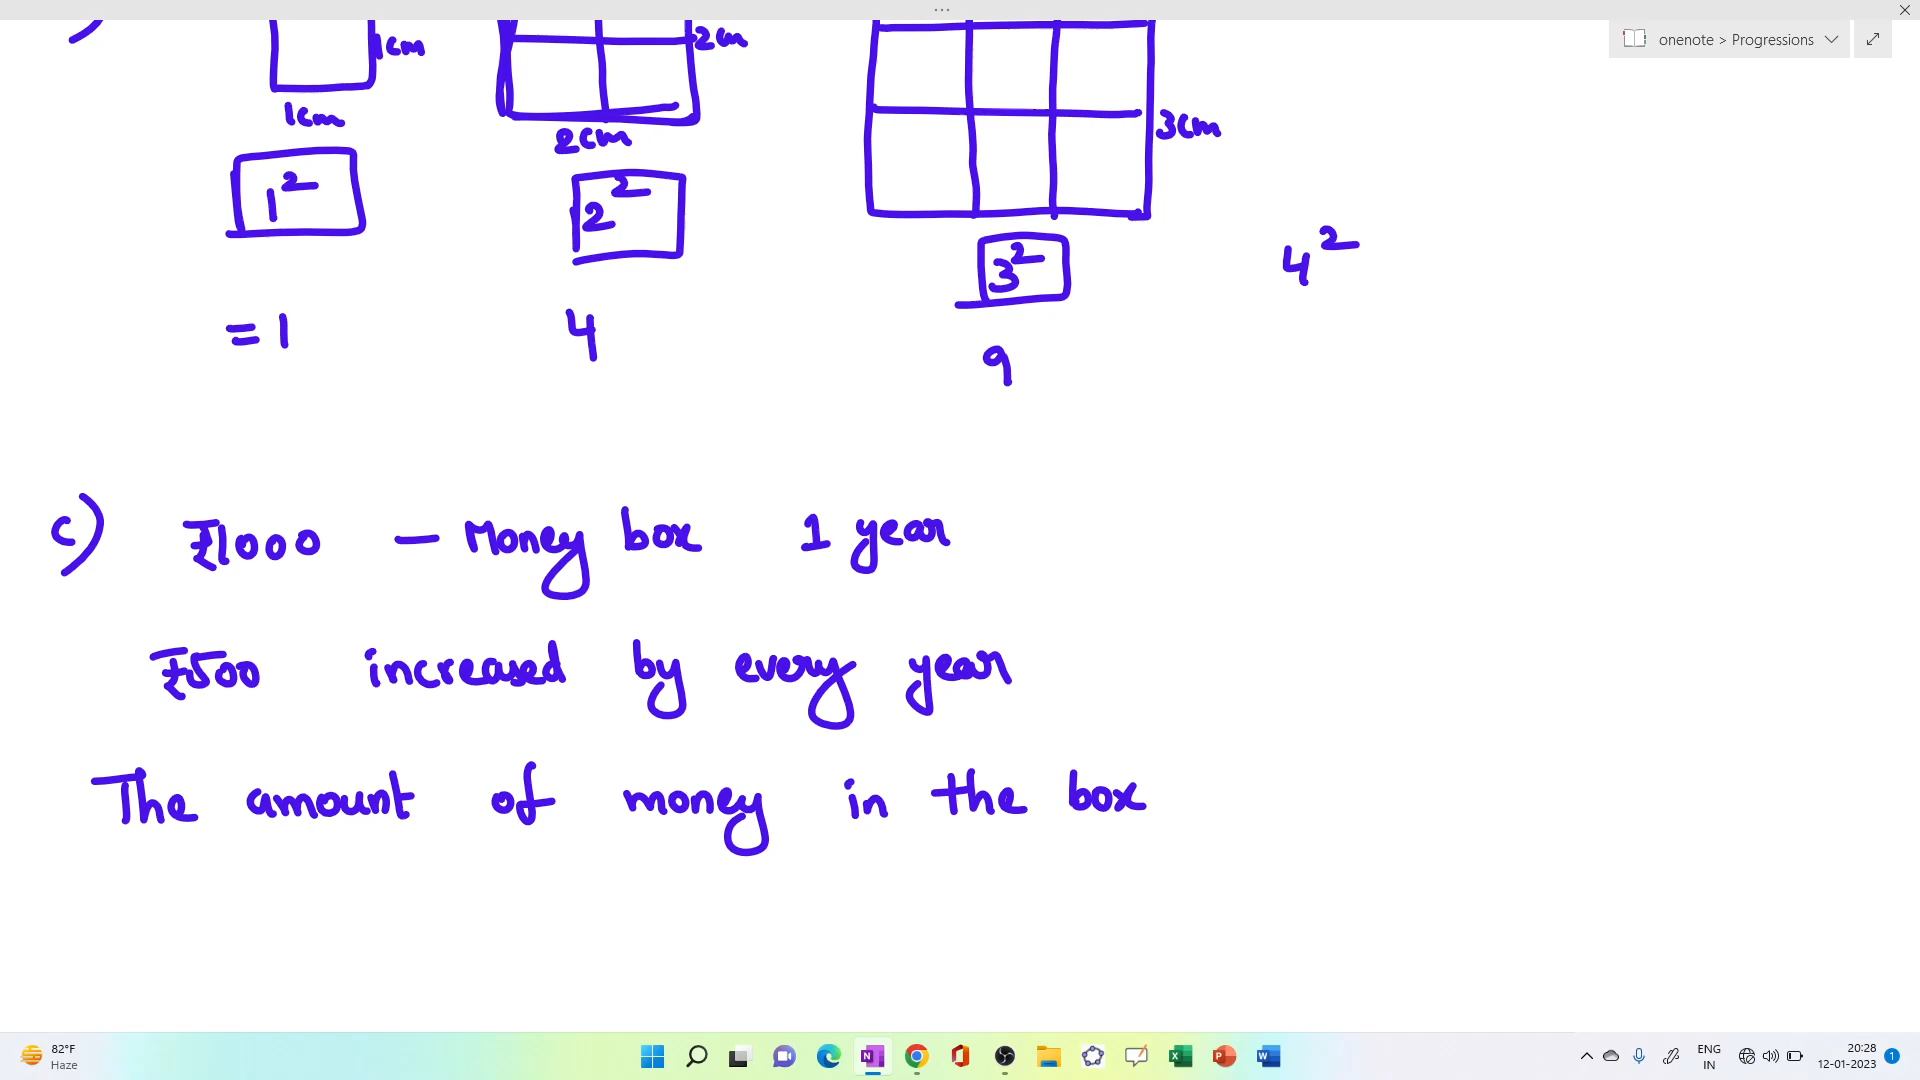 onenote > Progressions
1cm
2cm
1cm
2cm
3cm
1²
2²
3²
4²
= 1
4
9
c) ₹1000 — Money box 1 year
₹500 increased by every year
The amount of money in the box
82°F
Haze
ENG
IN
20:28
12-01-2023
1